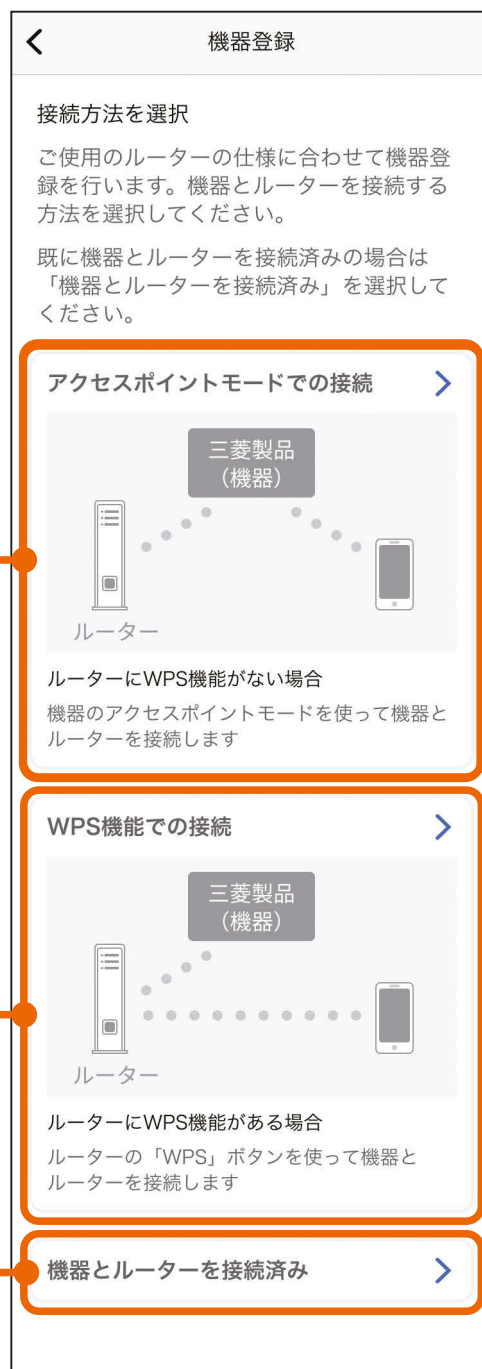 機器登録
接続方法を選択
ご使用のルーターの仕様に合わせて機器登
録を行います。機器とルーターを接続する
方法を選択してください。
既に機器とルーターを接続済みの場合は
「機器とルーターを接続済み」を選択して
ください。
アクセスポイントモードでの接続
三菱製品
（機器）
ルーター
ルーターにWPS機能がない場合
機器のアクセスポイントモードを使って機器と
ルーターを接続します
WPS機能での接続
三菱製品
（機器）
ルーター
ルーターにWPS機能がある場合
ルーターの「WPS」ボタンを使って機器と
ルーターを接続します
機器とルーターを接続済み